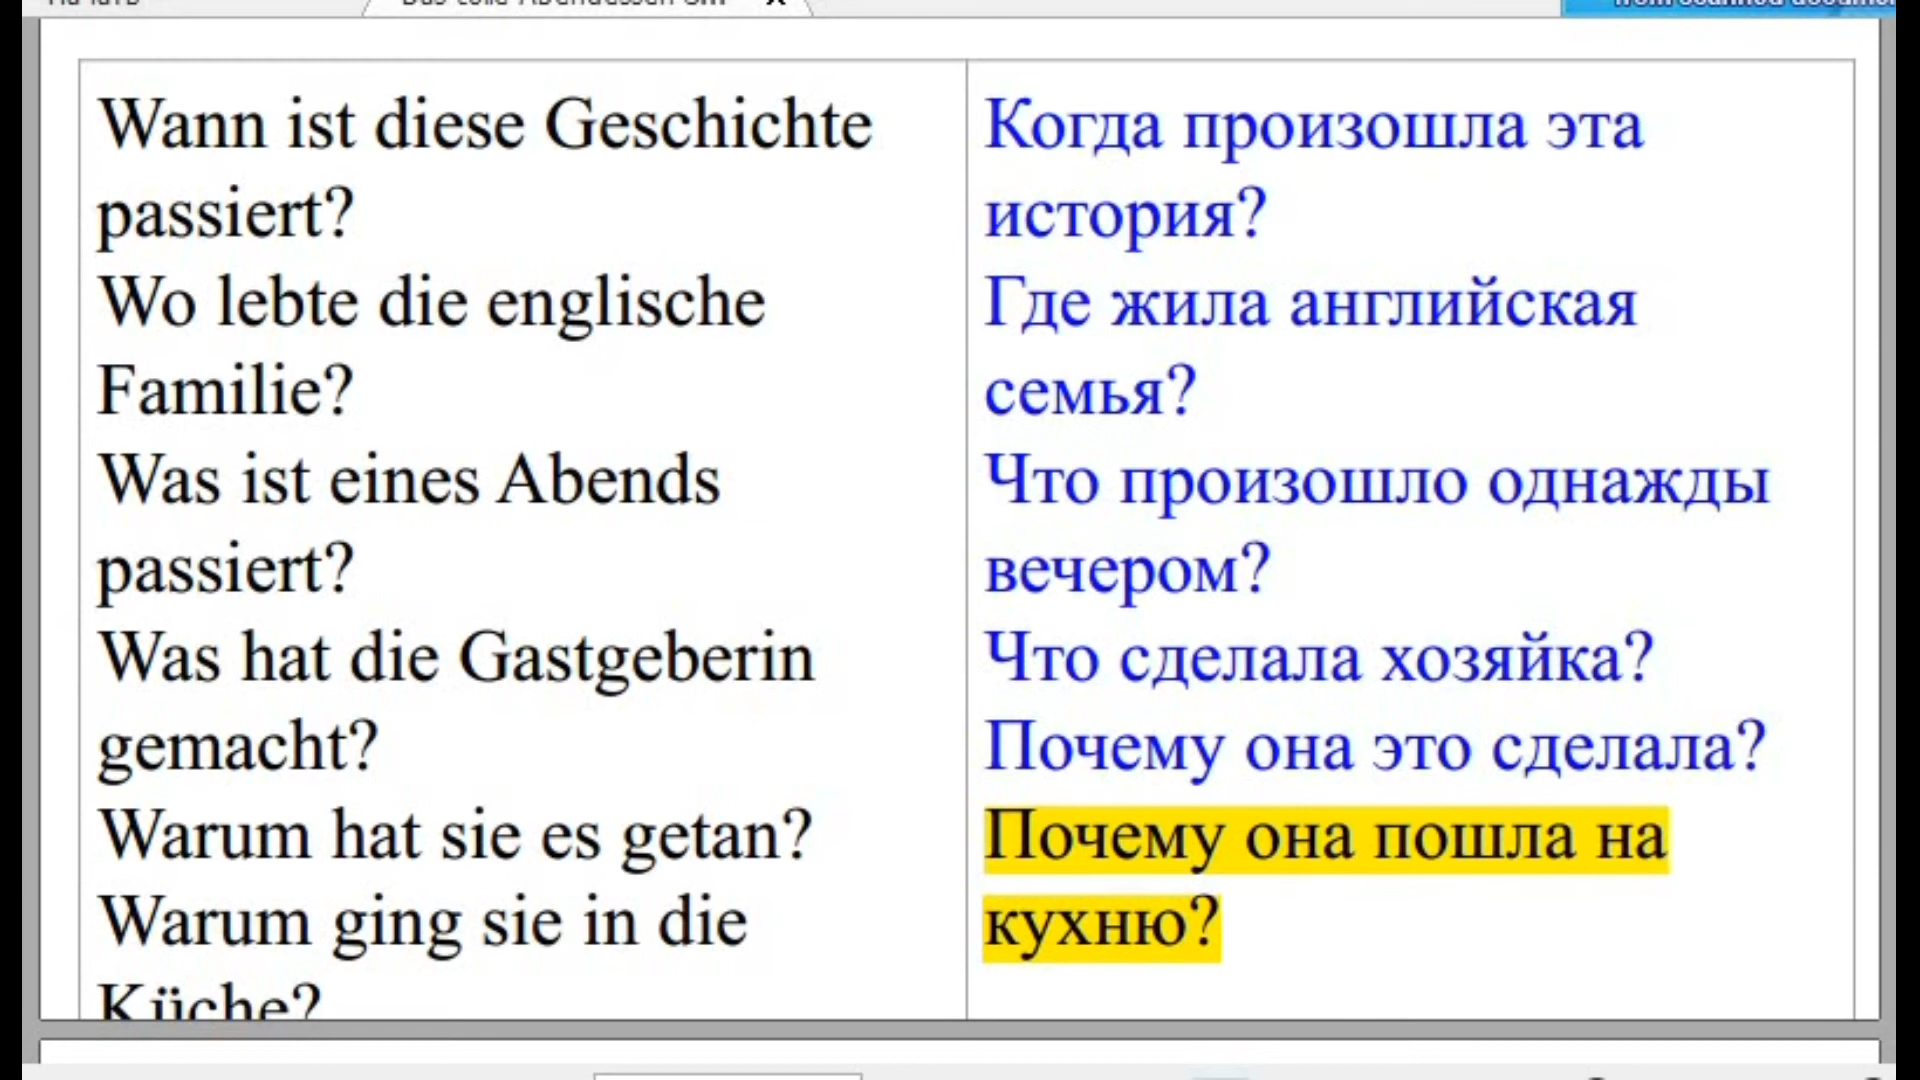 Wann ist diese Geschichte
passiert?
Wo lebte die englische
Familie?
Was ist eines Abends
passiert?
Was hat die Gastgeberin
gemacht?
Warum hat sie es getan?
Warum ging sie in die
Küche?
Когда произошла эта
история?
Где жила английская
семья?
Что произошло однажды
вечером?
Что сделала хозяйка?
Почему она это сделала?
Почему она пошла на
кухню?